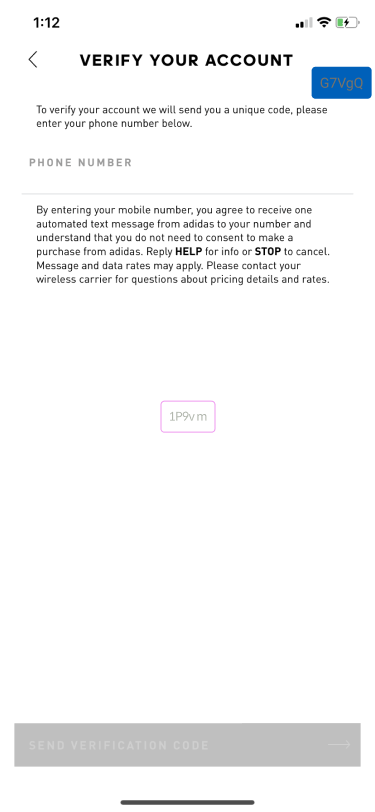 1:12
VERIFY YOUR ACCOUNT
G7VgQ
To verify your account we will send you a unique code, please
enter your phone number below.
PHONE NUMBER
By entering your mobile number, you agree to receive one
automated text message from adidas to your number and
understand that you do not need to consent to make a
purchase from adidas. Reply HELP for info or STOP to cancel.
Message and data rates may apply. Please contact your
wireless carrier for questions about pricing details and rates.
1P9vm
SEND VERIFICATION CODE